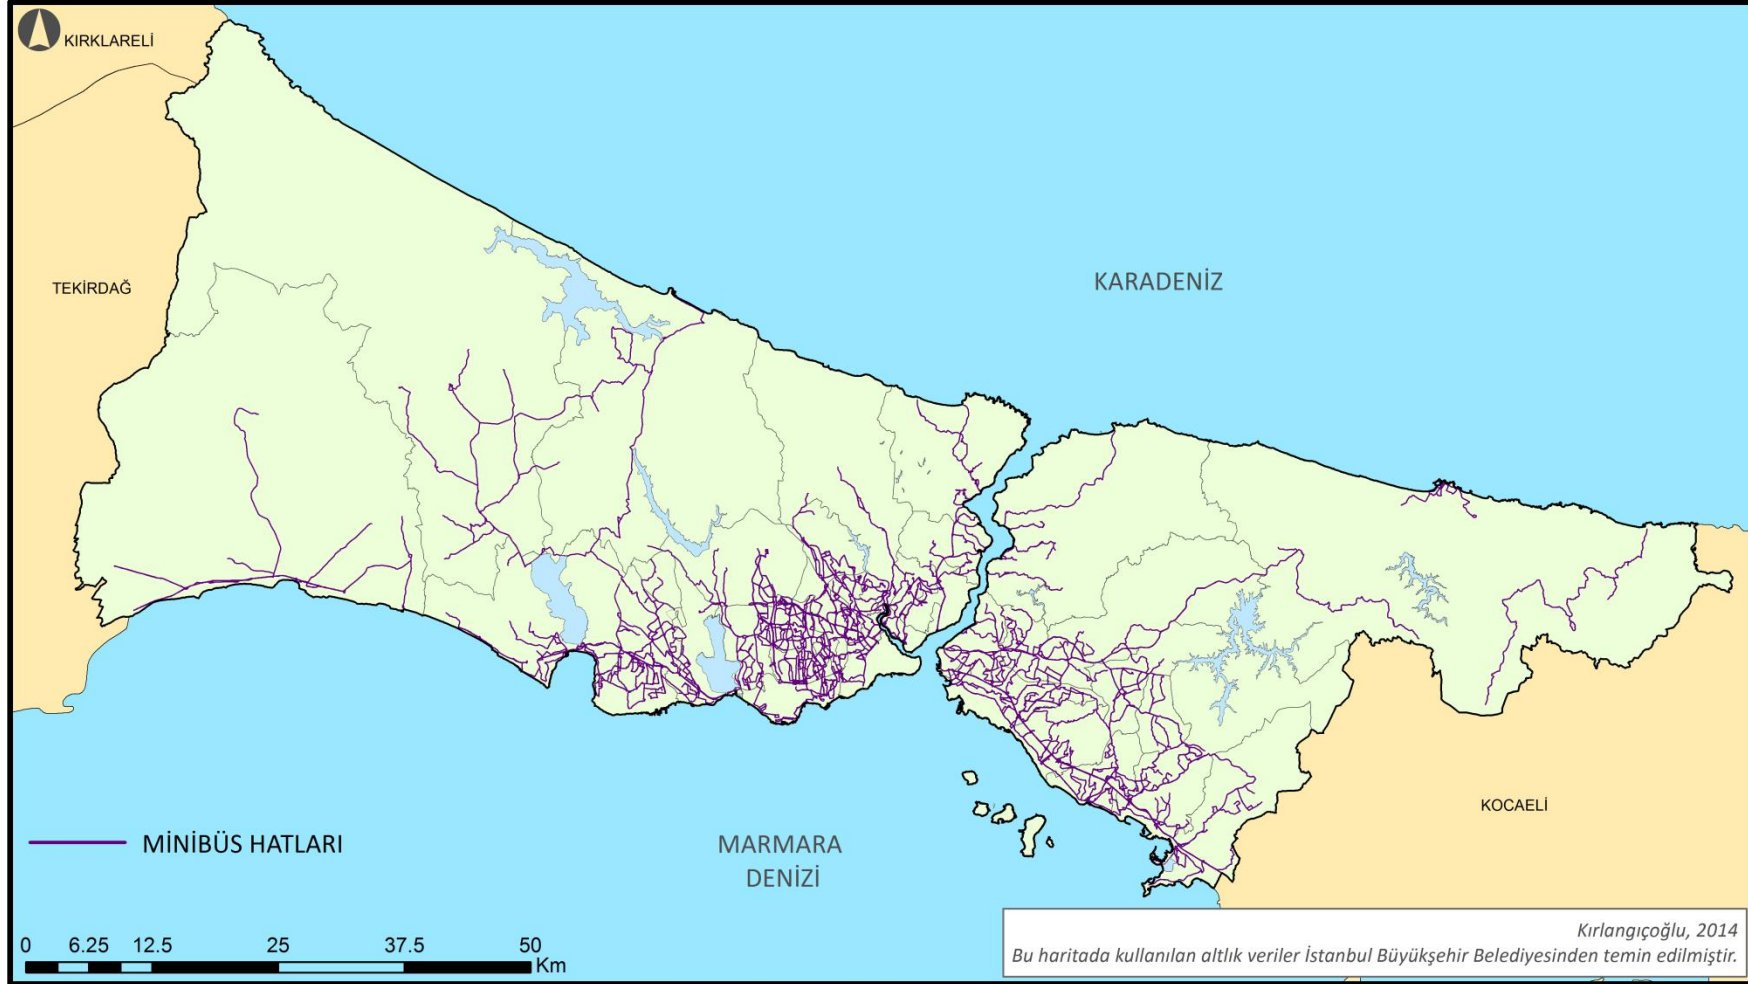 KIRKLARELİ
TEKİRDAĞ
KARADENİZ
KOCAELİ
MİNİBÜS HATLARI
MARMARA
DENİZİ
0 6.25 12.5 25 37.5 50
Km
Kırlangıçoğlu, 2014
Bu haritada kullanılan altlık veriler İstanbul Büyükşehir Belediyesinden temin edilmiştir.